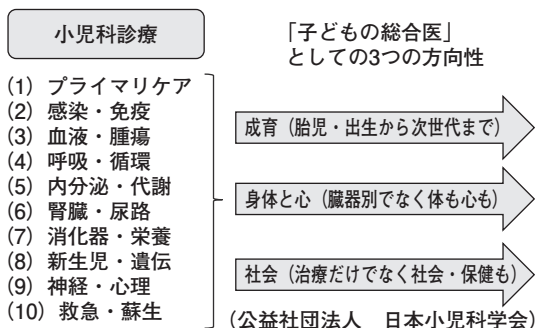 小児科診療
「子どもの総合医」
としての3つの方向性
(1) プライマリケア
(2) 感染・免疫
(3) 血液・腫瘍
(4) 呼吸・循環
(5) 内分泌・代謝
(6) 腎臓・尿路
(7) 消化器・栄養
(8) 新生児・遺伝
(9) 神経・心理
(10) 救急・蘇生
成育（胎児・出生から次世代まで）
身体と心（臓器別でなく体も心も）
社会（治療だけでなく社会・保健も）
（公益社団法人　日本小児科学会）